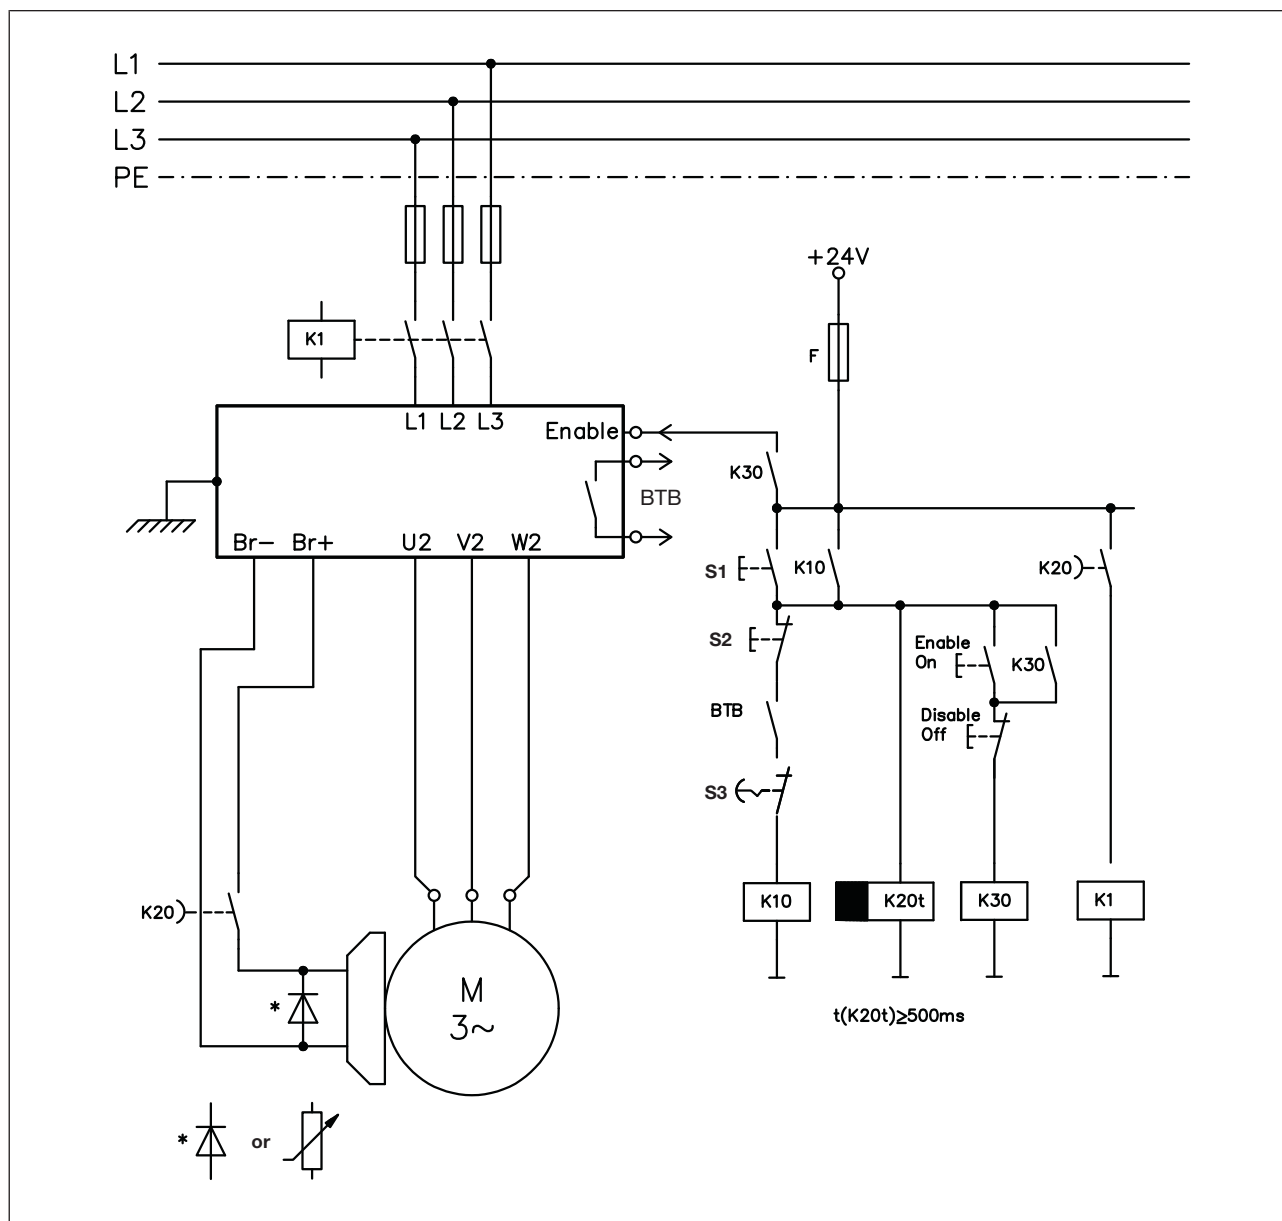 L1
L2
L3
PE
+24V
F
K1
L1 L2 L3
Enable
K30
BTB
Br- Br+ U2 V2 W2
S1
K10
K20
S2
Enable
On
K30
BTB
Disable
Off
S3
K20
K10
K20t
K30
K1
M
3~
*
t(K20t)≥500ms
* or